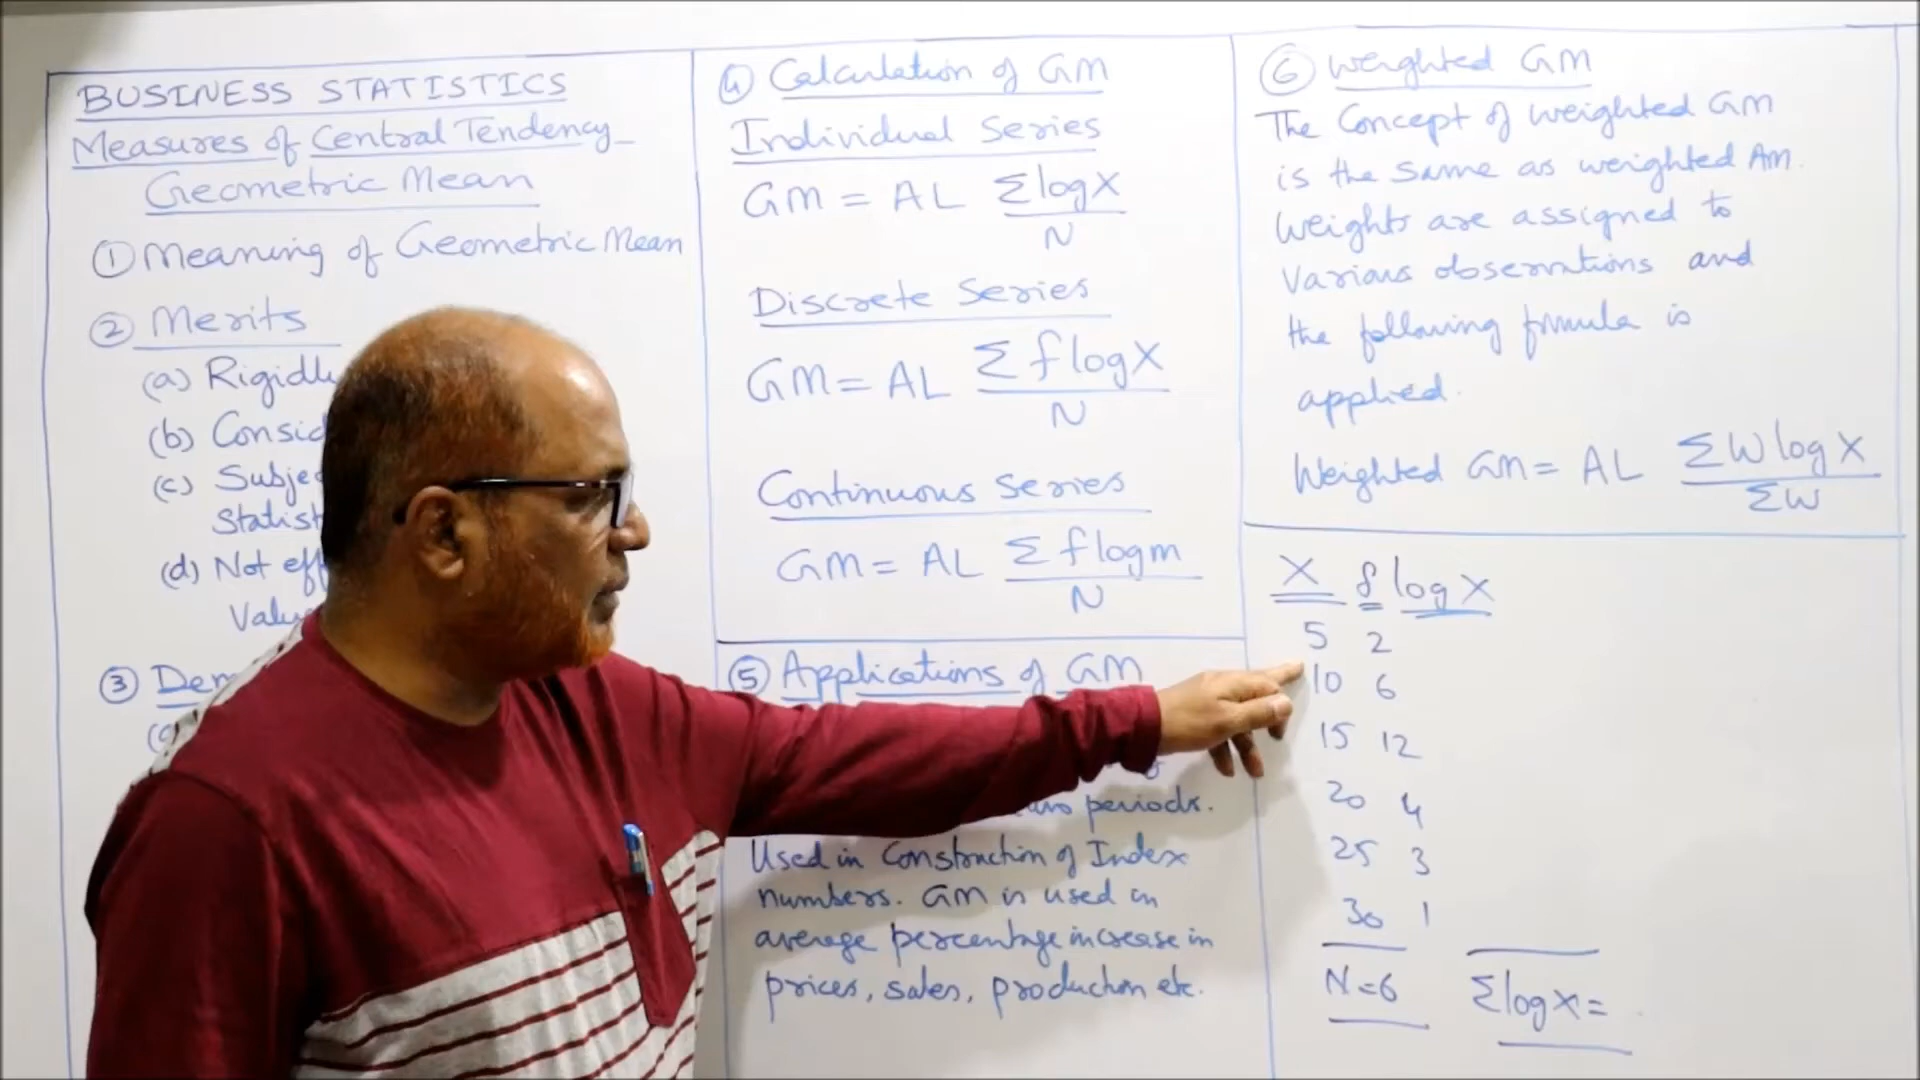 BUSINESS STATISTICS
Measures of Central Tendency
Geometric Mean
① Meaning of Geometric Mean
② Merits
(a) Rigidly
(b) Consid
(c) Subje
Statist
(d) Not eff
Valu
③ Dem
(a)
④ Calculation of GM
Individual Series
GM = AL Σ log X / N
Discrete Series
GM = AL Σ f log X / N
Continuous Series
GM = AL Σ f log m / N
⑤ Applications of GM
two periods.
Used in Construction of Index
numbers. GM is used in
average percentage increase in
prices, sales, production etc.
⑥ Weighted GM
The Concept of weighted GM
is the same as weighted AM.
Weights are assigned to
Various observations and
the following formula is
applied.
Weighted GM = AL Σ W log X / Σ W
X f log X
5 2
10 6
15 12
20 4
25 3
30 1
N = 6 Σ log X =